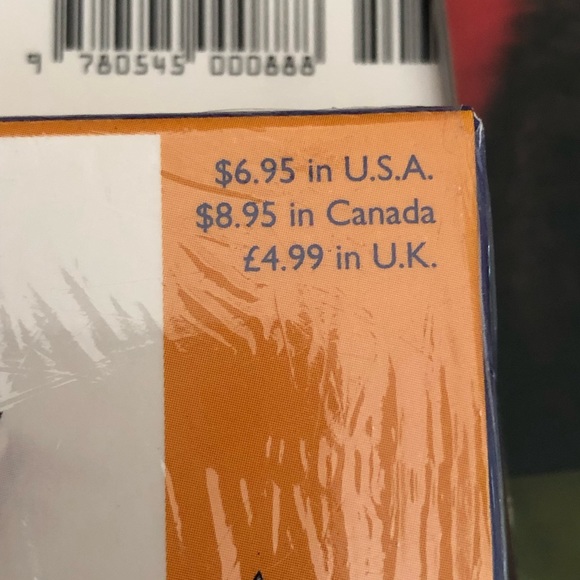 9 780545 000888
$6.95 in U.S.A.
$8.95 in Canada
£4.99 in U.K.